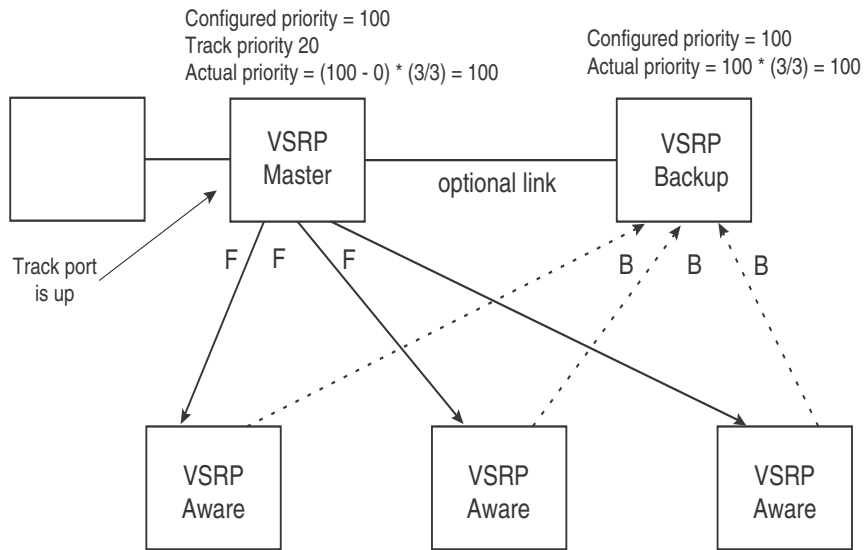 Configured priority = 100
Track priority 20
Actual priority = (100 - 0) * (3/3) = 100
Configured priority = 100
Actual priority = 100 * (3/3) = 100
VSRP
Master
optional link
VSRP
Backup
Track port
is up
F
F
F
B
B
B
VSRP
Aware
VSRP
Aware
VSRP
Aware